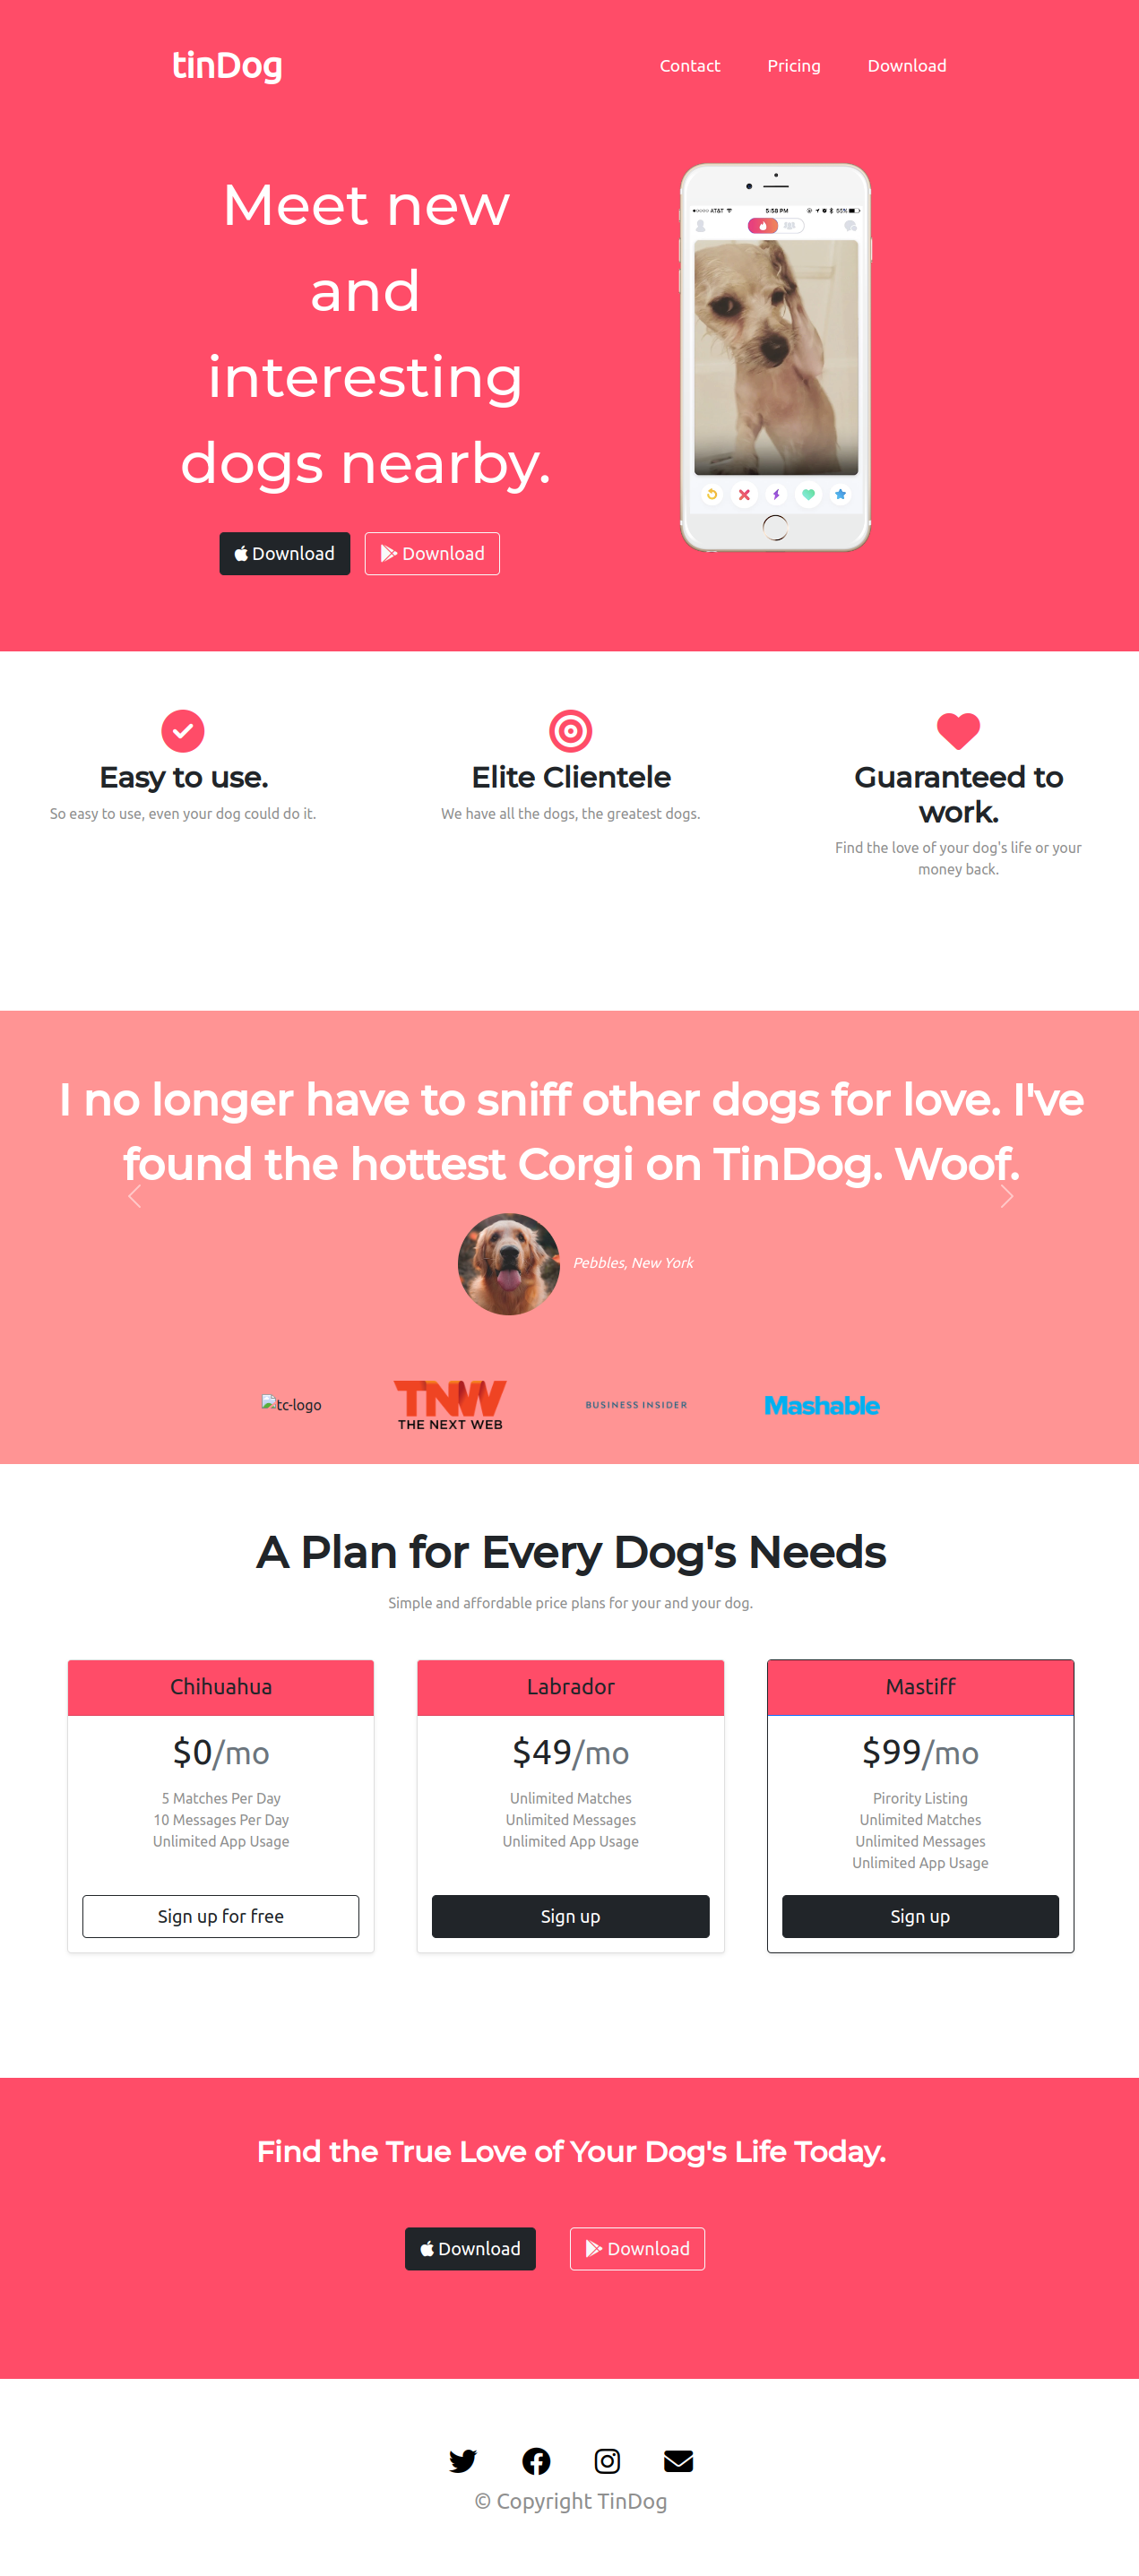 tinDog
Contact Pricing Download
Meet new
and
interesting
dogs nearby.
AT&T 5:58 PM 50%
Download Download
Easy to use.
So easy to use, even your dog could do it.
Elite Clientele
We have all the dogs, the greatest dogs.
Guaranteed to
work.
Find the love of your dog's life or your
money back.
I no longer have to sniff other dogs for love. I've
found the hottest Corgi on TinDog. Woof.
Pebbles, New York
tc-logo
TNW
THE NEXT WEB
BUSINESS INSIDER
Mashable
A Plan for Every Dog's Needs
Simple and affordable price plans for your and your dog.
Chihuahua
$0/mo
5 Matches Per Day
10 Messages Per Day
Unlimited App Usage
Sign up for free
Labrador
$49/mo
Unlimited Matches
Unlimited Messages
Unlimited App Usage
Sign up
Mastiff
$99/mo
Pirority Listing
Unlimited Matches
Unlimited Messages
Unlimited App Usage
Sign up
Find the True Love of Your Dog's Life Today.
Download Download
© Copyright TinDog